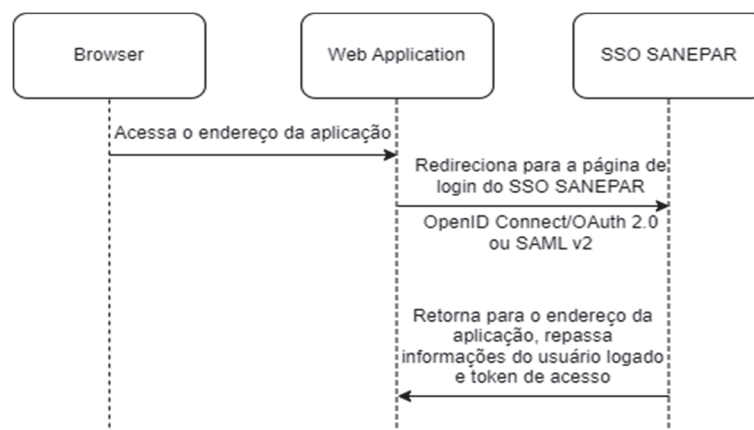 Browser
Web Application
SSO SANEPAR
Acessa o endereço da aplicação
Redireciona para a página de
login do SSO SANEPAR
OpenID Connect/OAuth 2.0
ou SAML v2
Retorna para o endereço da
aplicação, repassa
informações do usuário logado
e token de acesso